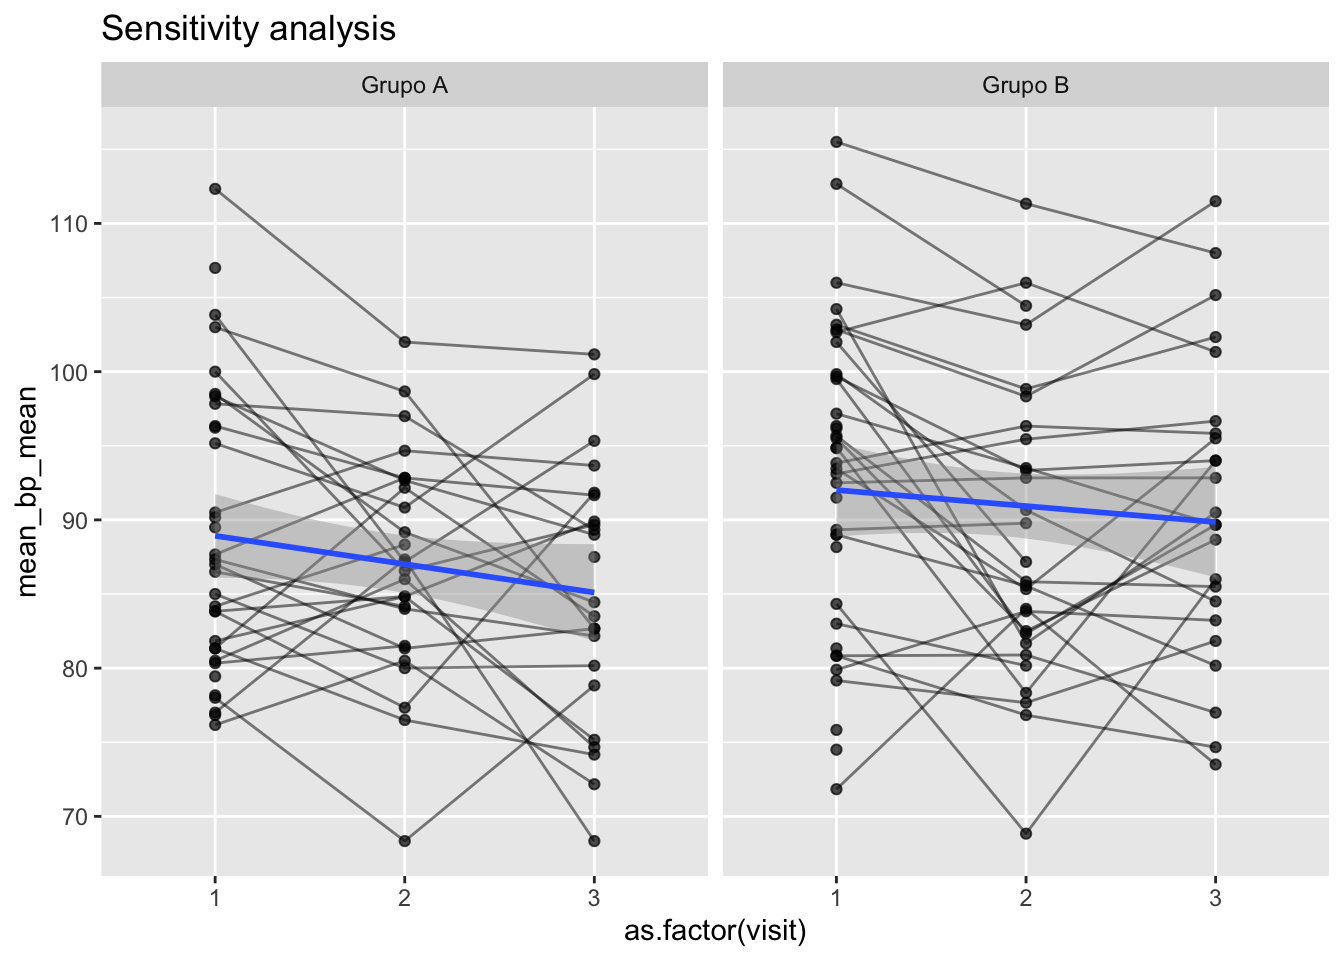 Sensitivity analysis
Grupo A
Grupo B
mean_bp_mean
110
100
90
80
70
1
2
3
1
2
3
as.factor(visit)